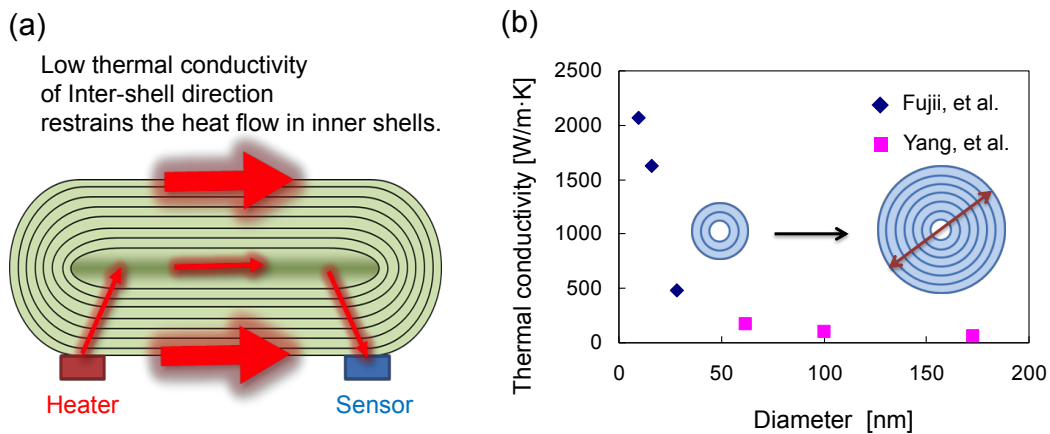 (a)
Low thermal conductivity
of Inter-shell direction
restrains the heat flow in inner shells.
Heater
Sensor
(b)
Thermal conductivity [W/m·K]
2500
2000
1500
1000
500
0
0
50
100
150
200
Diameter [nm]
Fujii, et al.
Yang, et al.